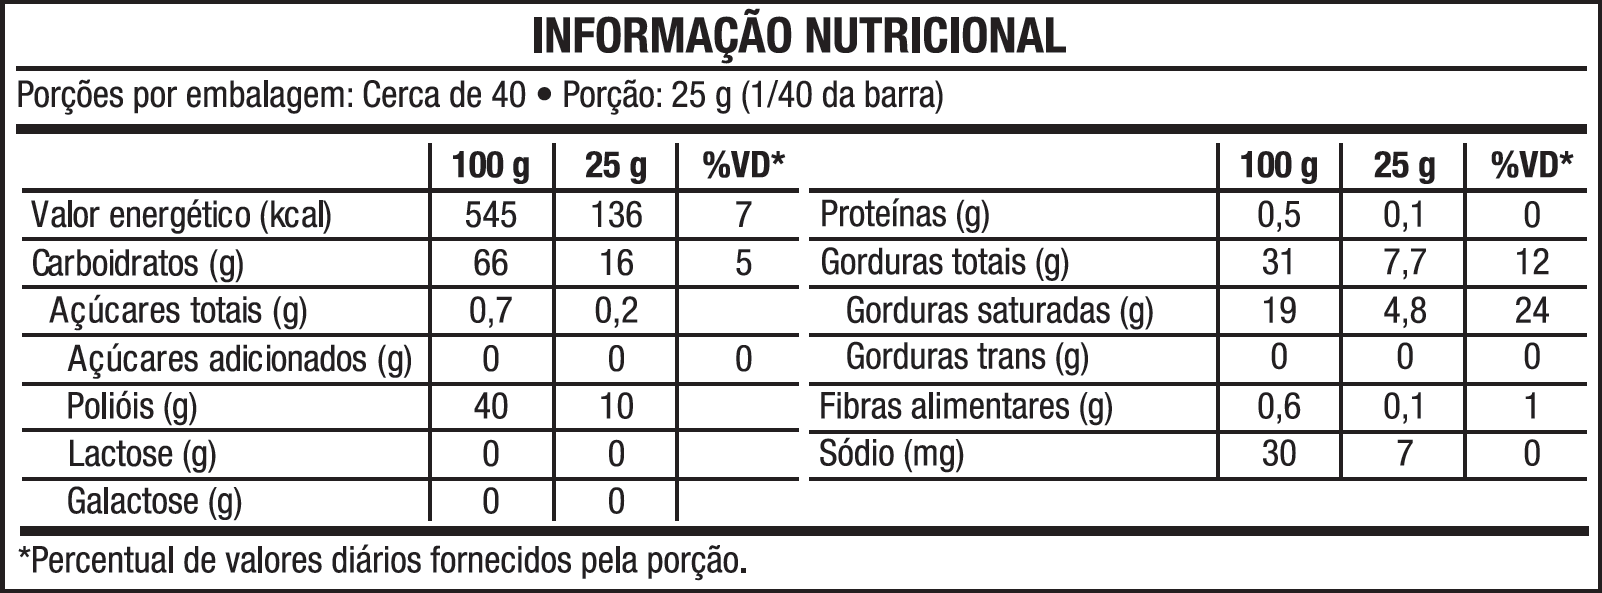 INFORMAÇÃO NUTRICIONAL
Porções por embalagem: Cerca de 40 • Porção: 25 g (1/40 da barra)
100 g 25 g %VD*
Valor energético (kcal) 545 136 7
Carboidratos (g) 66 16 5
Açúcares totais (g) 0,7 0,2
Açúcares adicionados (g) 0 0 0
Polióis (g) 40 10
Lactose (g) 0 0
Galactose (g) 0 0
100 g 25 g %VD*
Proteínas (g) 0,5 0,1 0
Gorduras totais (g) 31 7,7 12
Gorduras saturadas (g) 19 4,8 24
Gorduras trans (g) 0 0 0
Fibras alimentares (g) 0,6 0,1 1
Sódio (mg) 30 7 0
*Percentual de valores diários fornecidos pela porção.